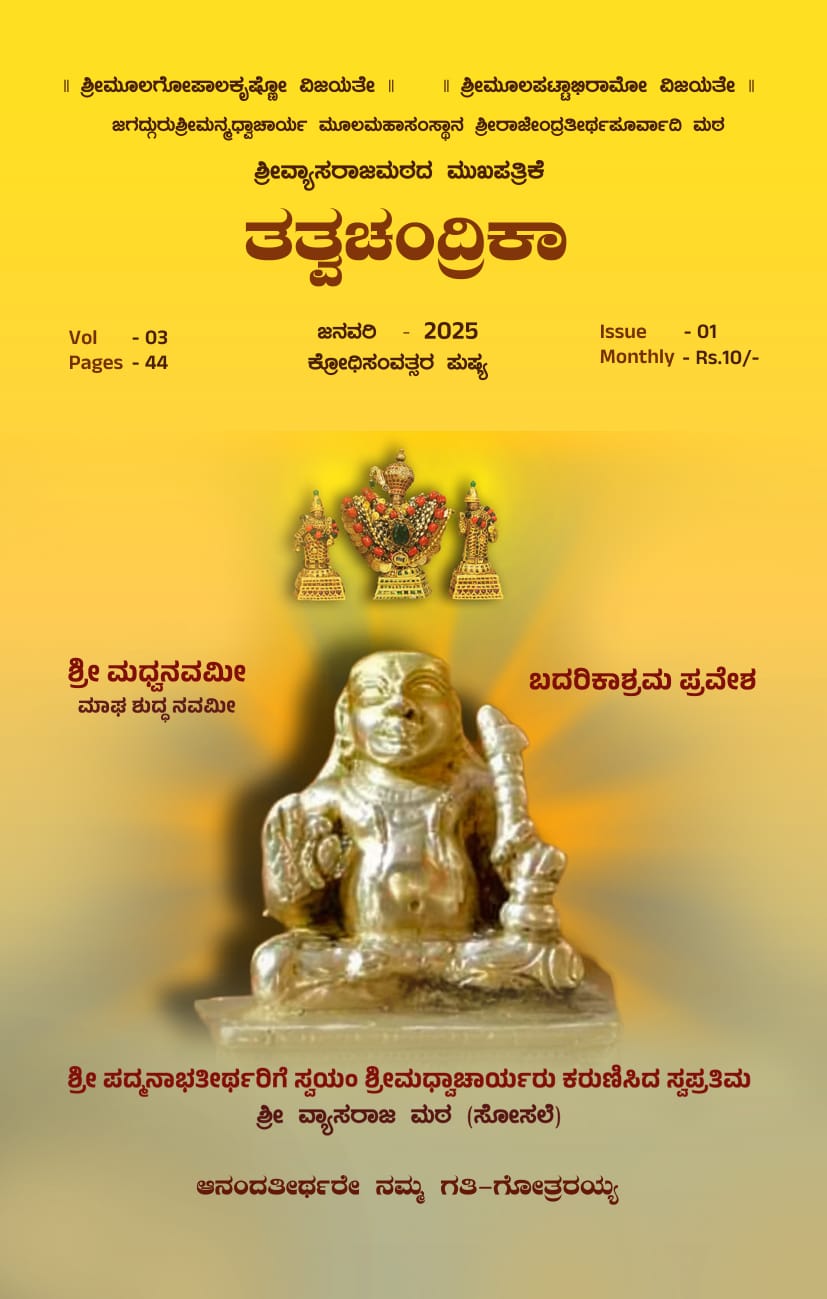 ॥ ಶ್ರೀಮೂಲಗೋಪಾಲಕೃಷ್ಣೋ ವಿಜಯತೇ ॥ ॥ ಶ್ರೀಮೂಲಪಟ್ಟಾಭಿರಾಮೋ ವಿಜಯತೇ ॥
ಜಗದ್ಗುರುಶ್ರೀಮನ್ಮಧ್ವಾಚಾರ್ಯ ಮೂಲಮಹಾಸಂಸ್ಥಾನ ಶ್ರೀರಾಜೇಂದ್ರತೀರ್ಥಪೂರ್ವಾದಿ ಮಠ
ಶ್ರೀವ್ಯಾಸರಾಜಮಠದ ಮುಖಪತ್ರಿಕೆ
ತತ್ವಚಂದ್ರಿಕಾ
Vol - 03
Pages - 44
ಜನವರಿ - 2025
ಕ್ರೋಧಿಸಂವತ್ಸರ ಪುಷ್ಯ
Issue - 01
Monthly - Rs.10/-
ಶ್ರೀ ಮಧ್ವನವಮೀ
ಮಾಘ ಶುದ್ಧ ನವಮೀ
ಬದರಿಕಾಶ್ರಮ ಪ್ರವೇಶ
ಶ್ರೀ ಪದ್ಮನಾಭತೀರ್ಥರಿಗೆ ಸ್ವಯಂ ಶ್ರೀಮಧ್ವಾಚಾರ್ಯರು ಕರುಣಿಸಿದ ಸ್ವಪ್ರತಿಮ
ಶ್ರೀ ವ್ಯಾಸರಾಜ ಮಠ (ಸೋಸಲೆ)
ಆನಂದತೀರ್ಥರೇ ನಮ್ಮ ಗತಿ-ಗೋತ್ರರಯ್ಯ